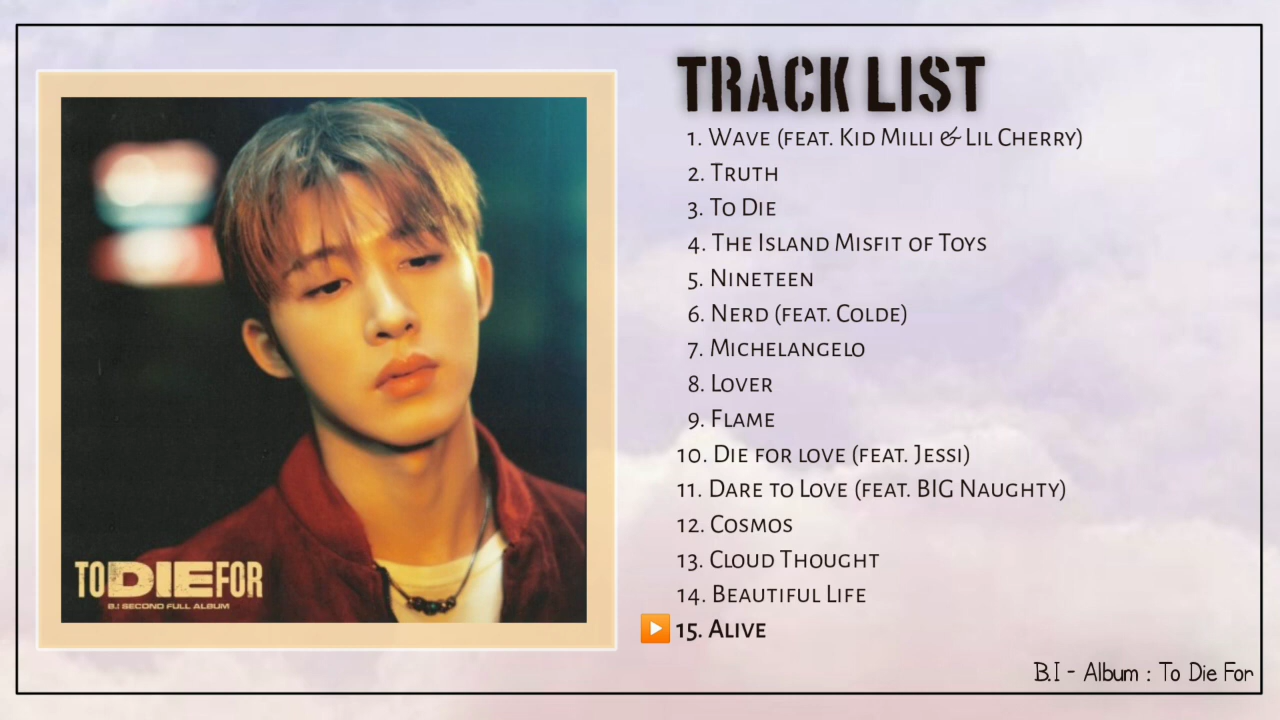 TRACK LIST
1. WAVE (FEAT. KID MILLI & LIL CHERRY)
2. TRUTH
3. TO DIE
4. THE ISLAND MISFIT OF TOYS
5. NINETEEN
6. NERD (FEAT. COLDE)
7. MICHELANGELO
8. LOVER
9. FLAME
10. DIE FOR LOVE (FEAT. JESSI)
11. DARE TO LOVE (FEAT. BIG NAUGHTY)
12. COSMOS
13. CLOUD THOUGHT
14. BEAUTIFUL LIFE
15. ALIVE
TO DIE FOR
B.I SECOND FULL ALBUM
B.I - Album : To Die For